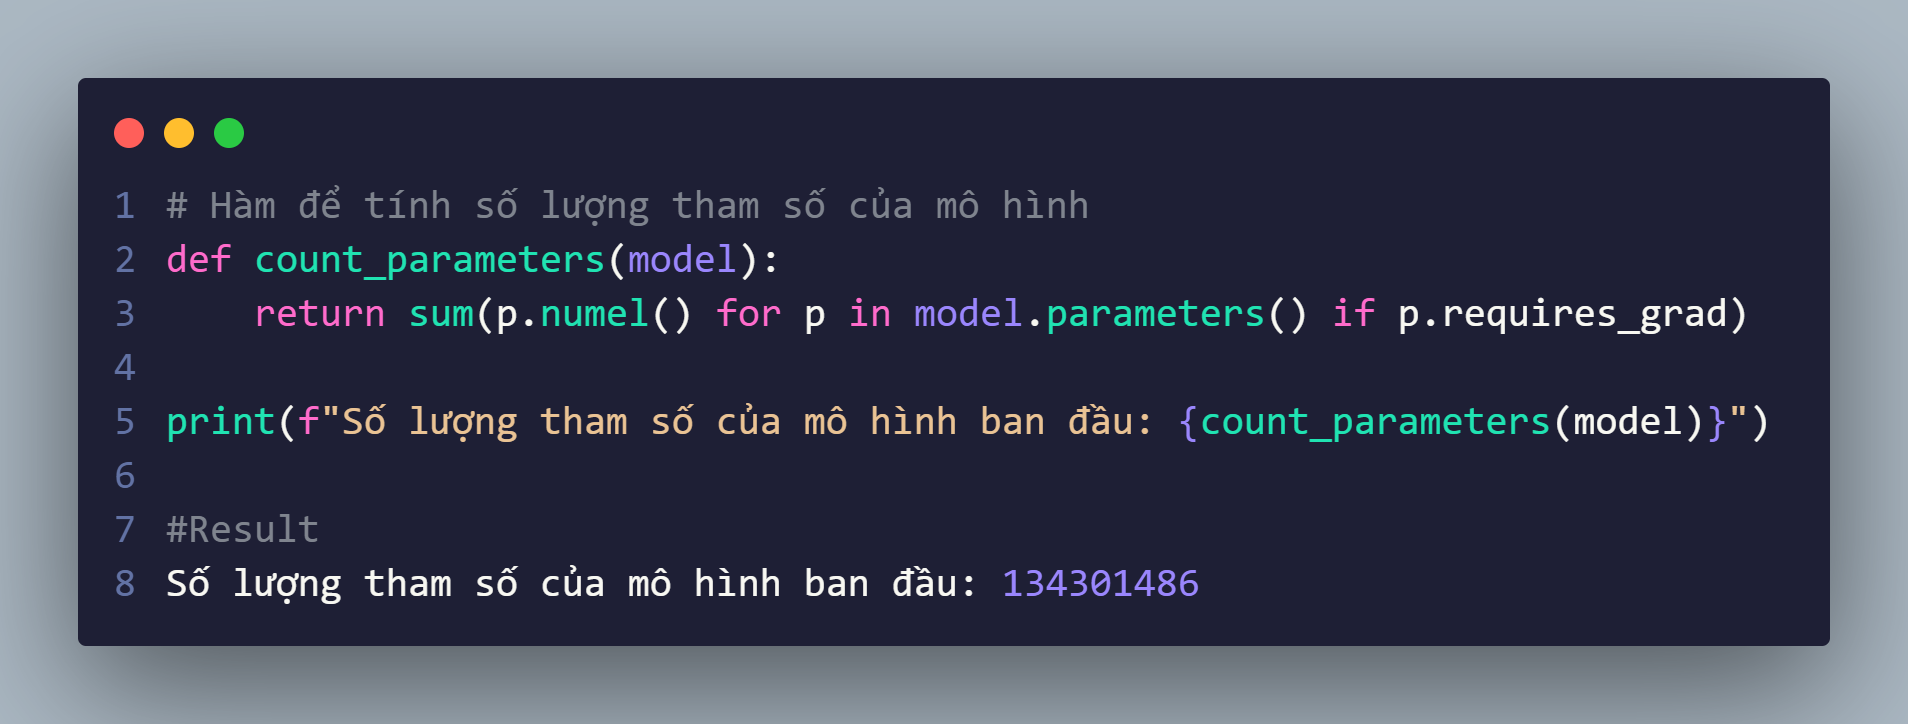 1 # Hàm để tính số lượng tham số của mô hình
2 def count_parameters(model):
3     return sum(p.numel() for p in model.parameters() if p.requires_grad)
4
5 print(f"Số lượng tham số của mô hình ban đầu: {count_parameters(model)}")
6
7 #Result
8 Số lượng tham số của mô hình ban đầu: 134301486